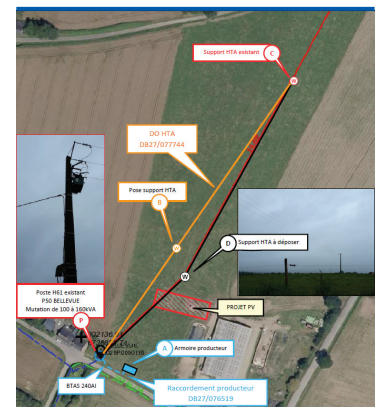 Support HTA existant
C
DO HTA
DB27/077744
Pose support HTA
B
W
D
Support HTA à déposer
Poste H61 existant
P50 BELLEVUE
Mutation de 100 à 160kVA
P
PROJET PV
A
Armoire producteur
BTAS 240Al
Raccordement producteur
DB27/076519